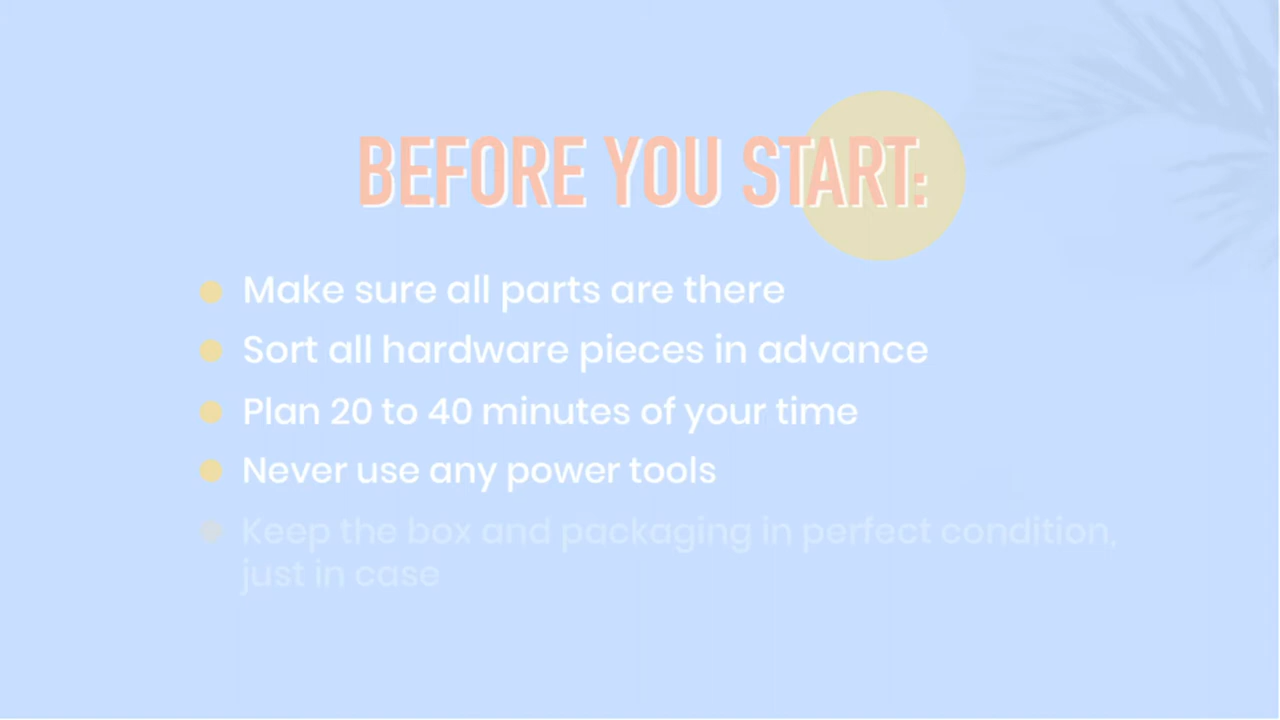 BEFORE YOU START:
Make sure all parts are there
Sort all hardware pieces in advance
Plan 20 to 40 minutes of your time
Never use any power tools
Keep the box and packaging in perfect condition,
just in case